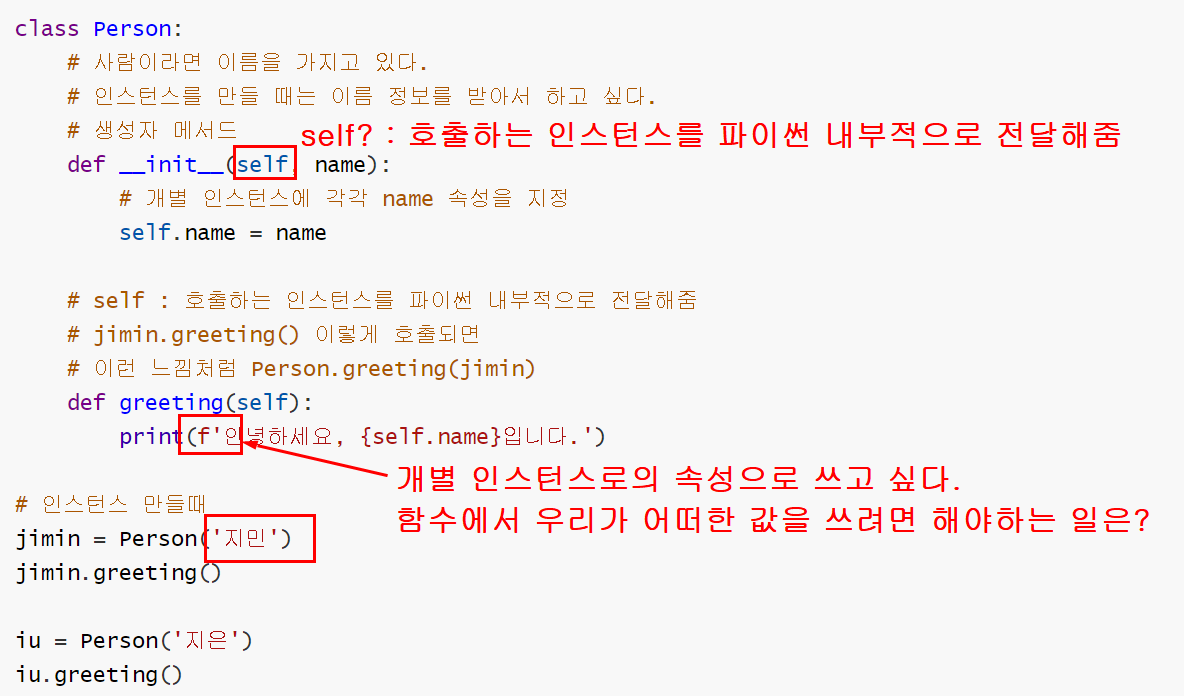 class Person:
# 사람이라면 이름을 가지고 있다.
# 인스턴스를 만들 때는 이름 정보를 받아서 하고 싶다.
# 생성자 메서드
self? : 호출하는 인스턴스를 파이썬 내부적으로 전달해줌
def __init__(self, name):
# 개별 인스턴스에 각각 name 속성을 지정
self.name = name
# self : 호출하는 인스턴스를 파이썬 내부적으로 전달해줌
# jimin.greeting() 이렇게 호출되면
# 이런 느낌처럼 Person.greeting(jimin)
def greeting(self):
print(f'안녕하세요, {self.name}입니다.')
개별 인스턴스로의 속성으로 쓰고 싶다.
함수에서 우리가 어떠한 값을 쓰려면 해야하는 일은?
# 인스턴스 만들때
jimin = Person('지민')
jimin.greeting()
iu = Person('지은')
iu.greeting()